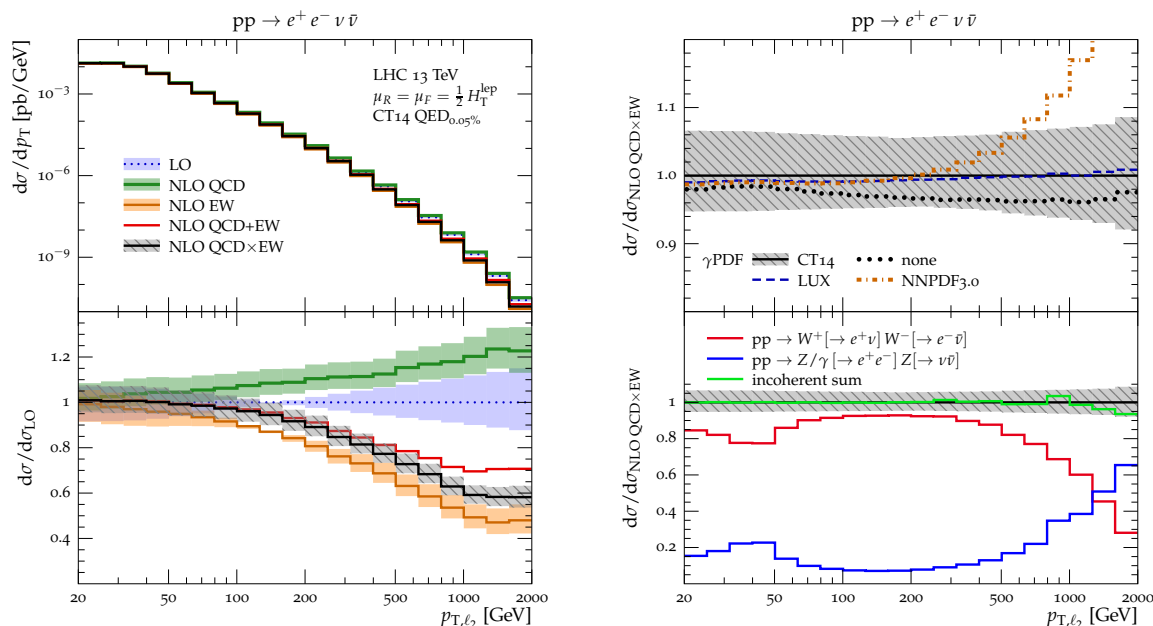 pp → e⁺ e⁻ ν ν̄
dσ/dp_T [pb/GeV]
10⁻³
10⁻⁶
10⁻⁹
LHC 13 TeV
μ_R = μ_F = ½ H_T^lep
CT14 QED_0.05%
LO
NLO QCD
NLO EW
NLO QCD+EW
NLO QCD×EW
dσ/dσ_LO
1.2
1
0.8
0.6
0.4
20 50 100 200 500 1000 2000
p_T,ℓ₂ [GeV]
pp → e⁺ e⁻ ν ν̄
dσ/dσ_NLO QCD×EW
1.1
1.0
0.9
γPDF CT14 none
LUX NNPDF3.0
dσ/dσ_NLO QCD×EW
pp → W⁺[→ e⁺ν] W⁻[→ e⁻ν̄]
pp → Z/γ [→ e⁺e⁻] Z[→ νν̄]
incoherent sum
1
0.8
0.6
0.4
0.2
20 50 100 200 500 1000 2000
p_T,ℓ₂ [GeV]